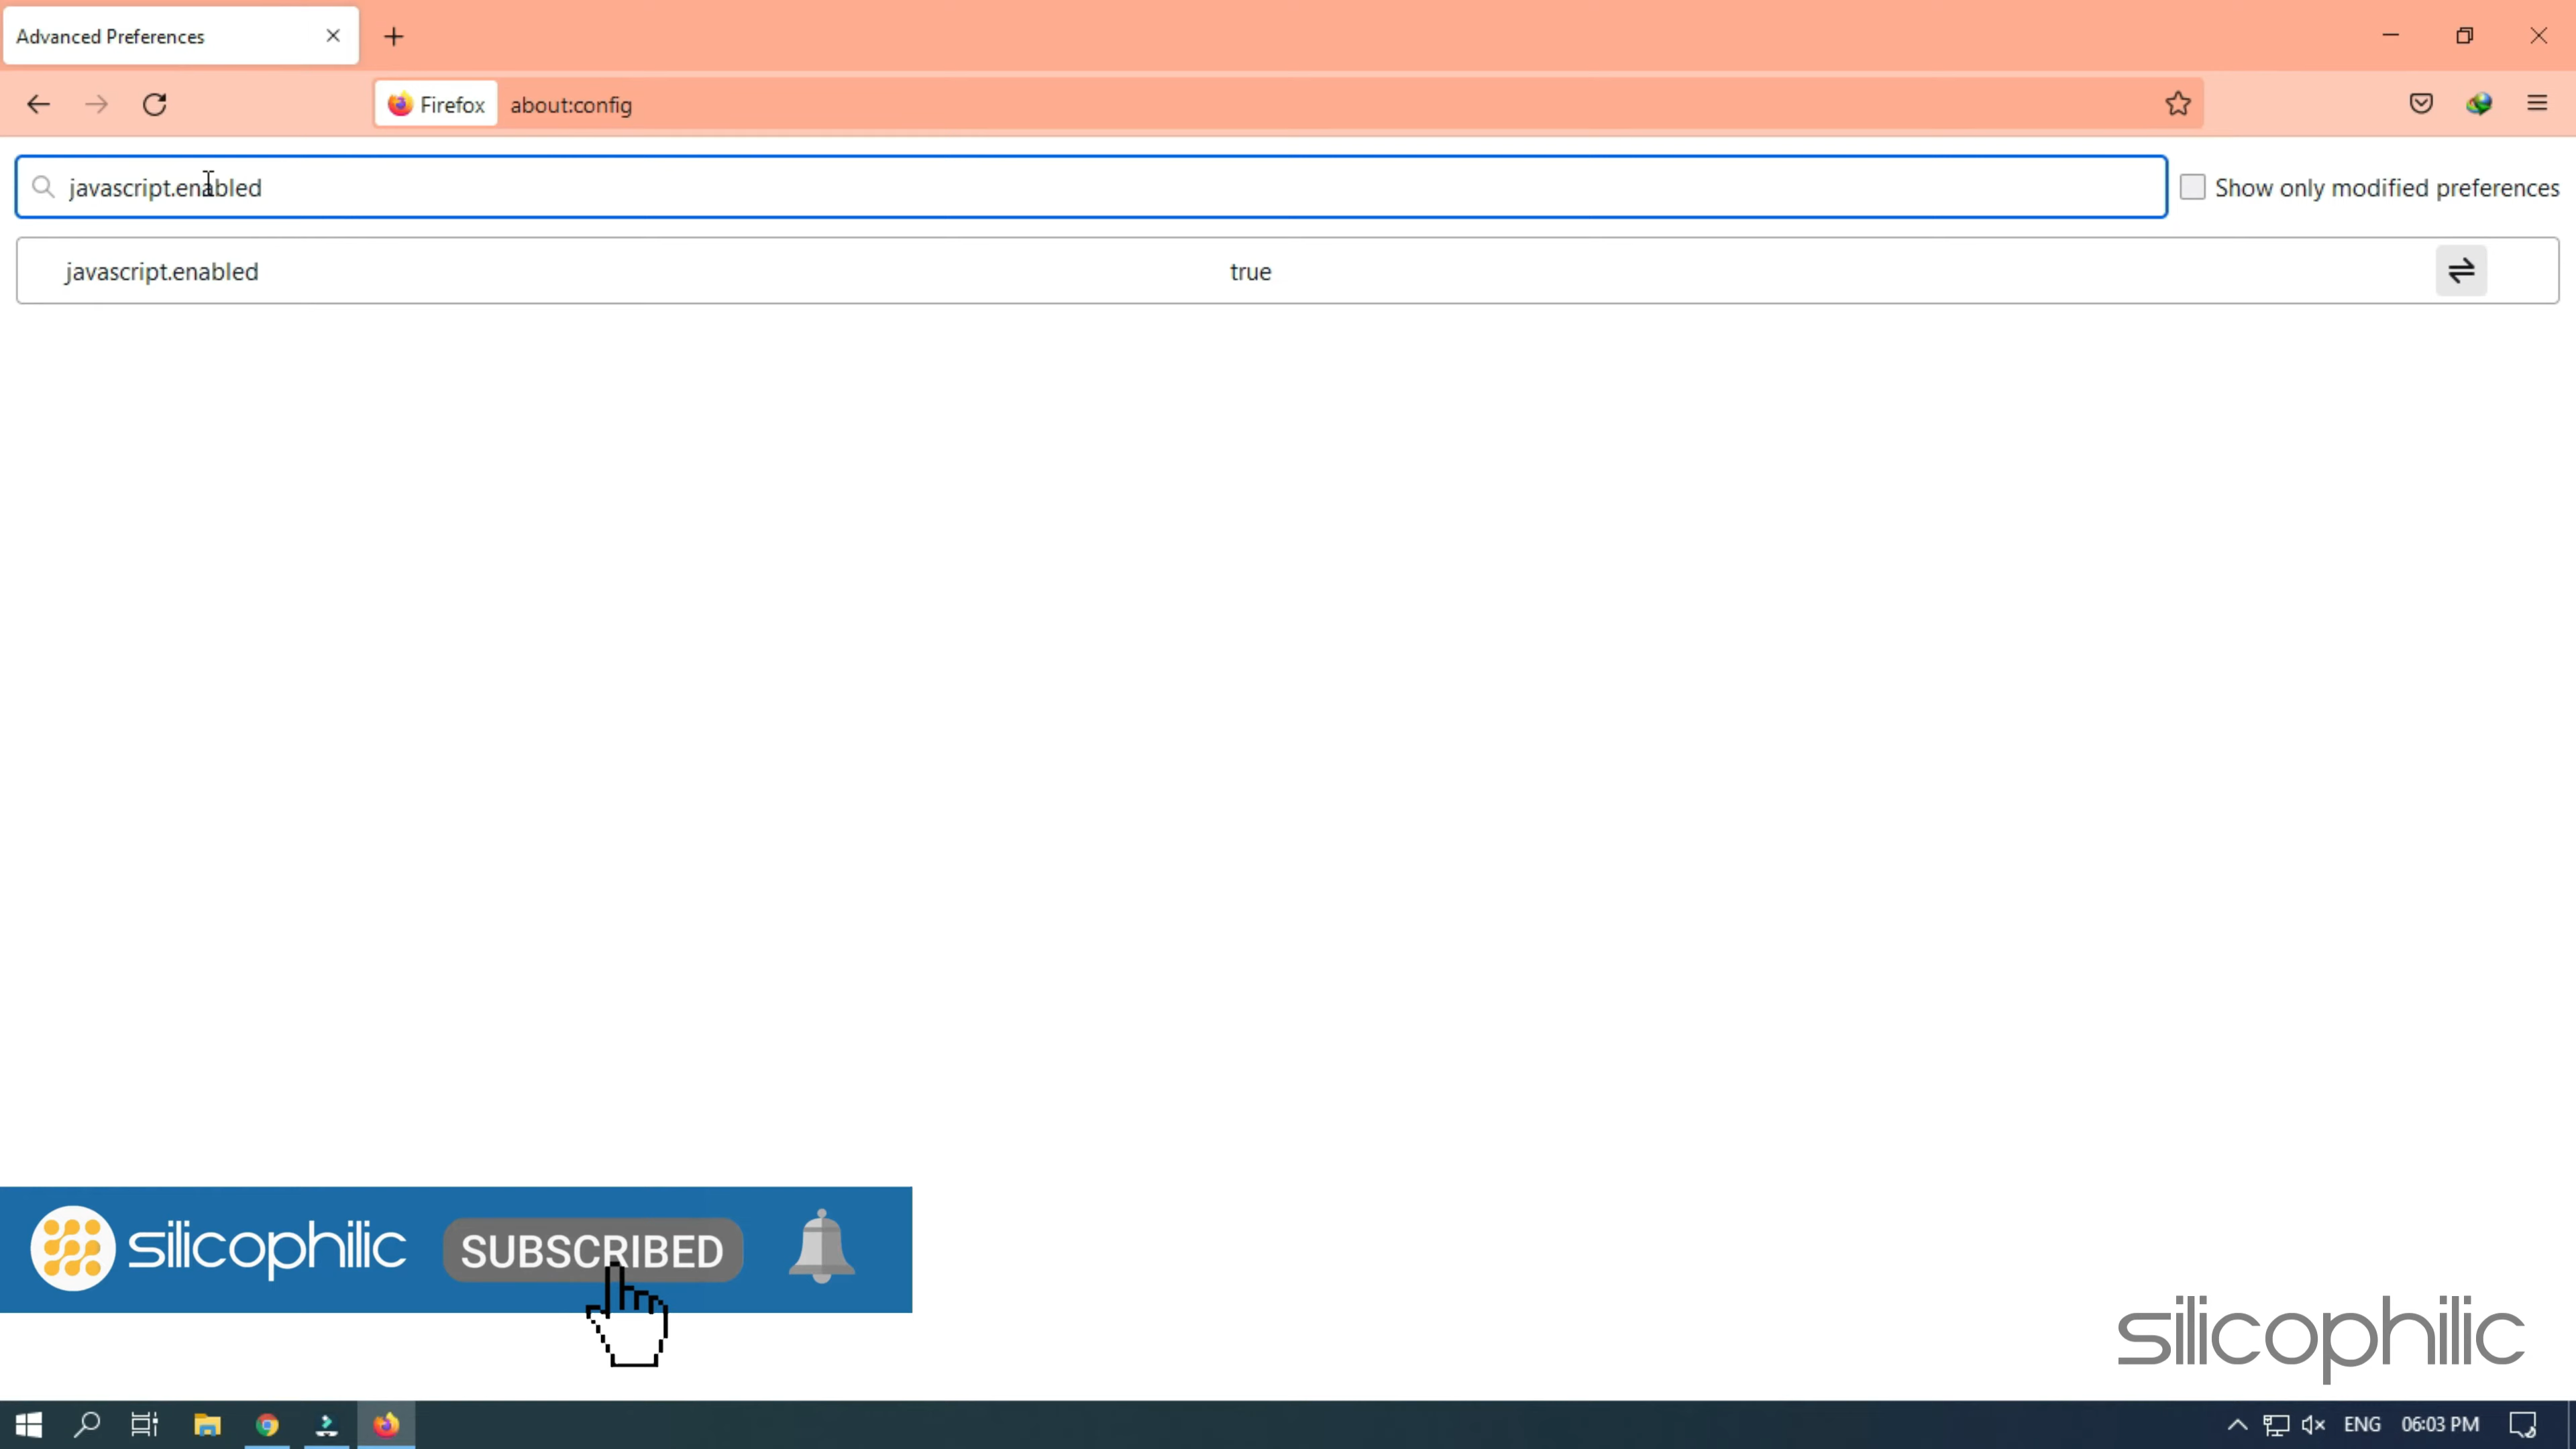 Advanced Preferences
Firefox about:config
javascript.enabled
Show only modified preferences
javascript.enabled true
silicophilic SUBSCRIBED
silicophilic
ENG 06:03 PM